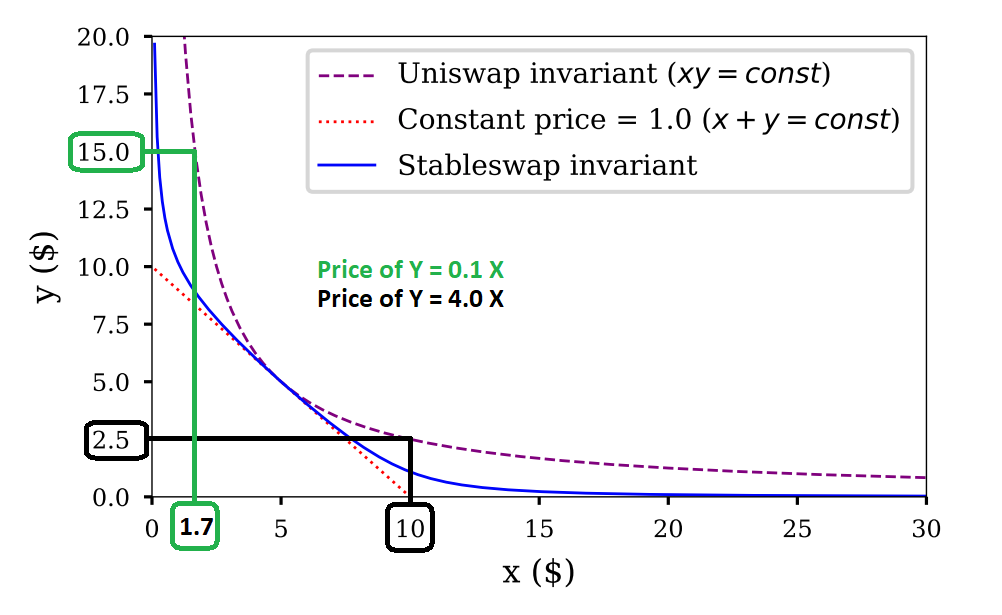 20.0
17.5
15.0
12.5
10.0
7.5
5.0
2.5
0.0
y ($)
Uniswap invariant (xy = const)
Constant price = 1.0 (x + y = const)
Stableswap invariant
Price of Y = 0.1 X
Price of Y = 4.0 X
0 1.7 5 10 15 20 25 30
x ($)